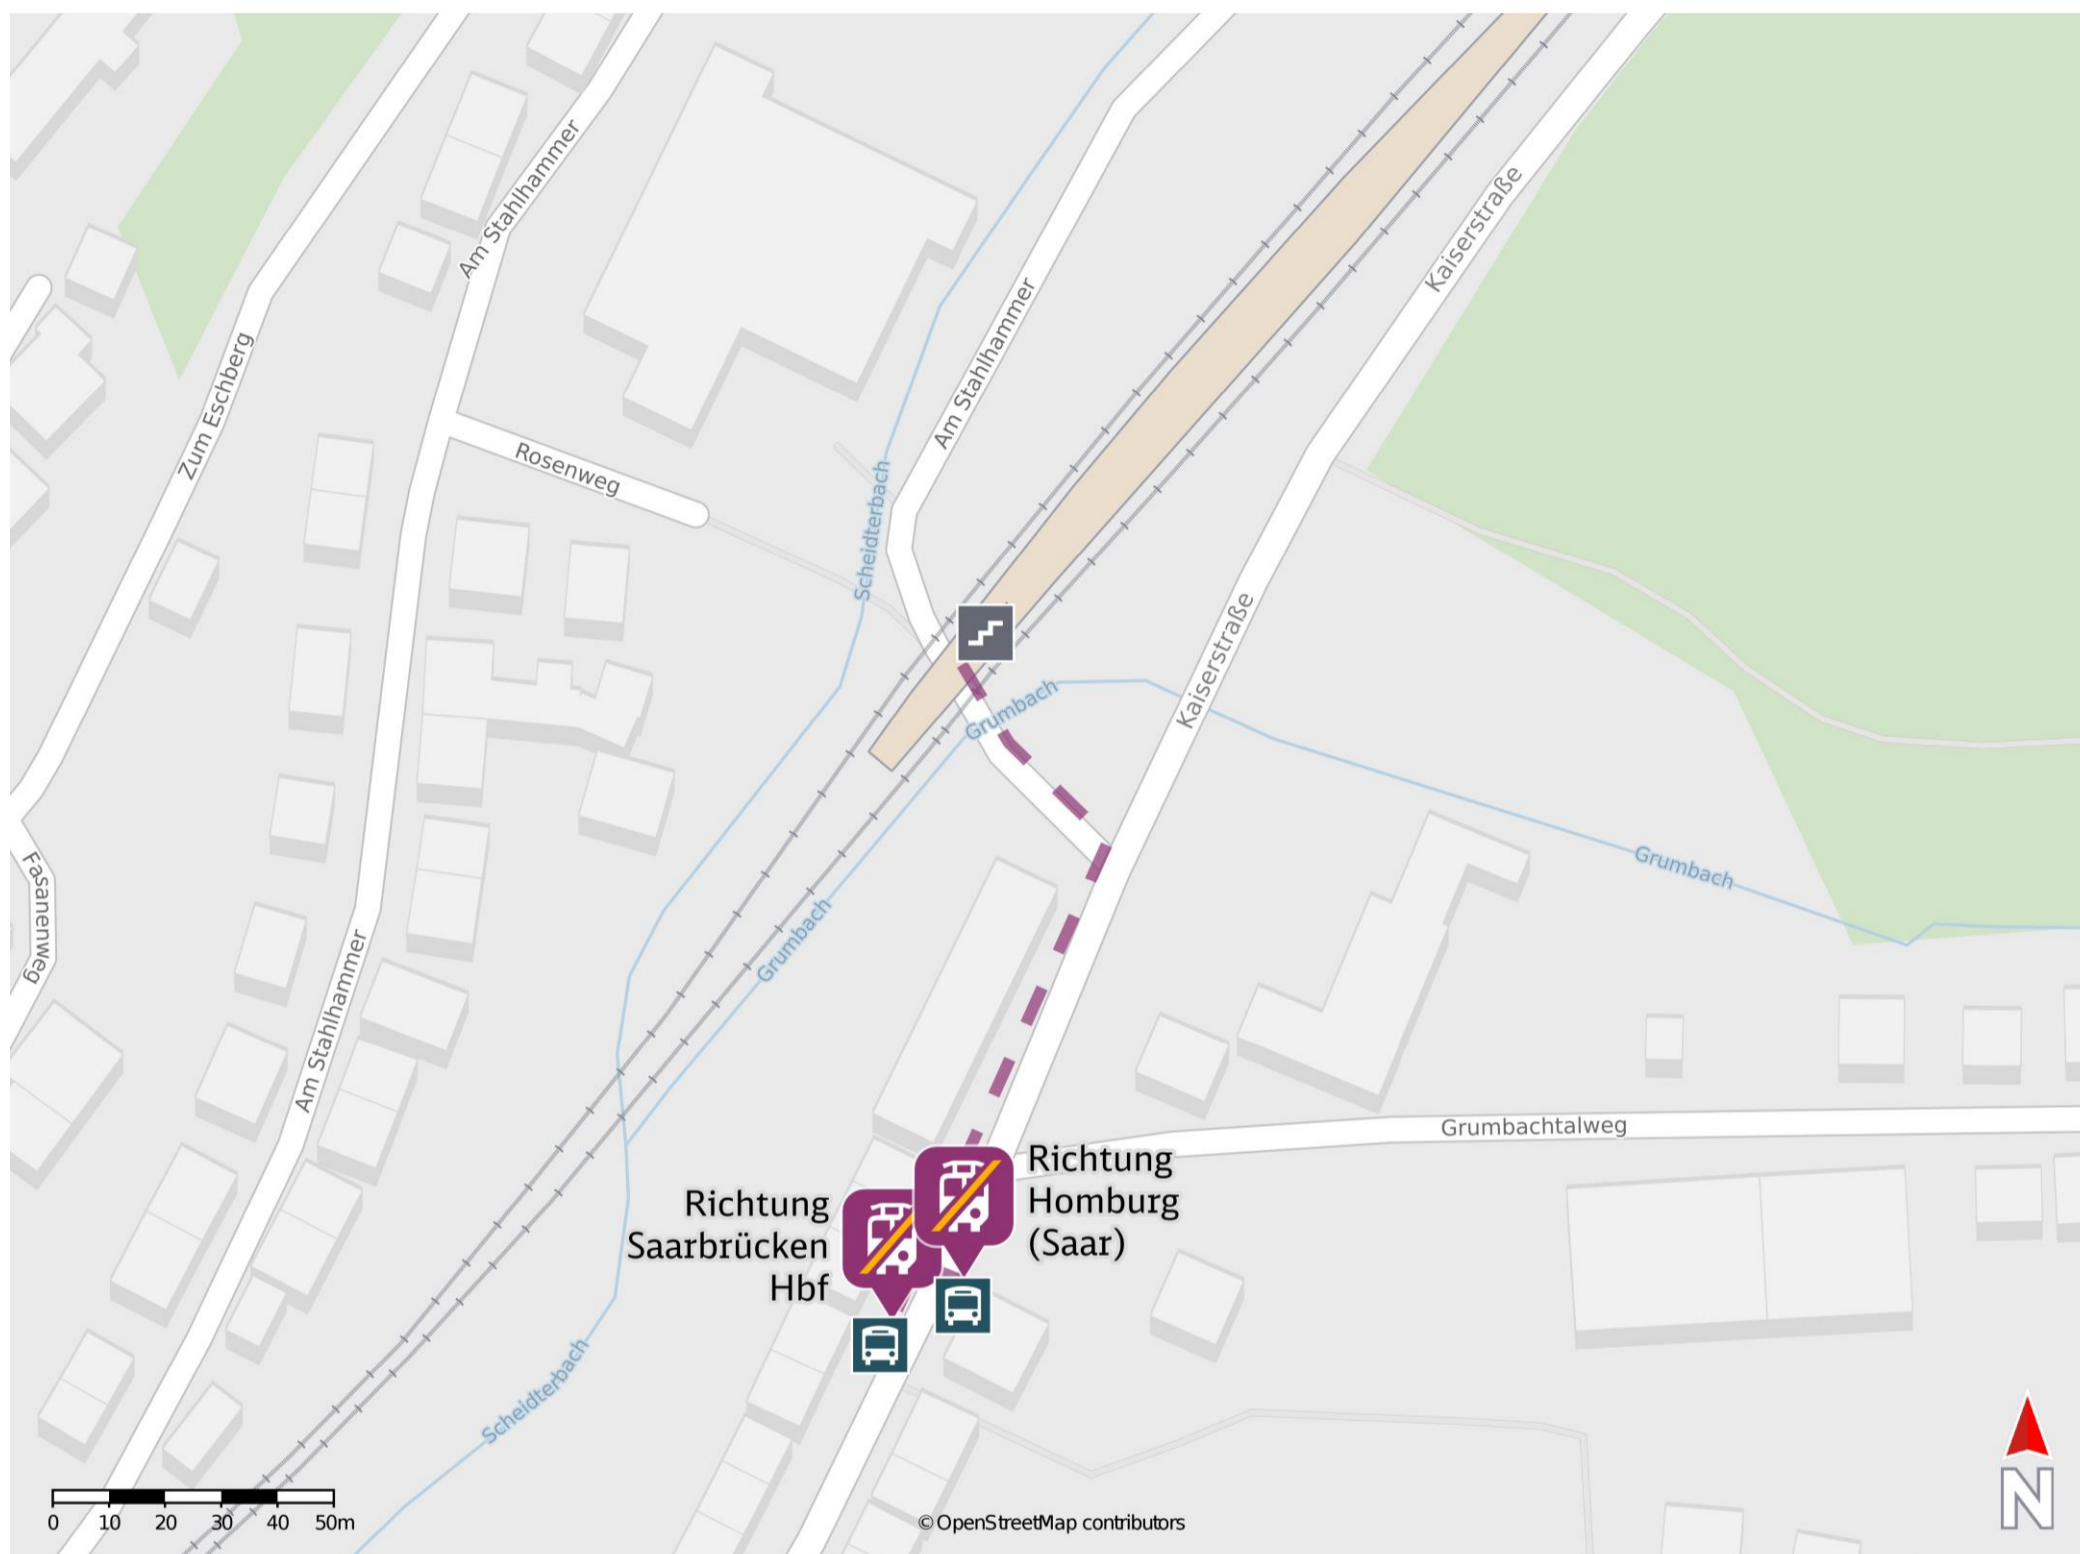 Am Stahlhammer
Kaiserstraße
Zum Eschberg
Am Stahlhammer
Rosenweg
Scheidterbach
Kaiserstraße
Grumbach
Fasanenweg
Grumbach
Grumbach
Am Stahlhammer
Grumbachtalweg
Richtung
Saarbrücken
Hbf
Richtung
Homburg
(Saar)
Scheidterbach
0 10 20 30 40 50m
© OpenStreetMap contributors
N